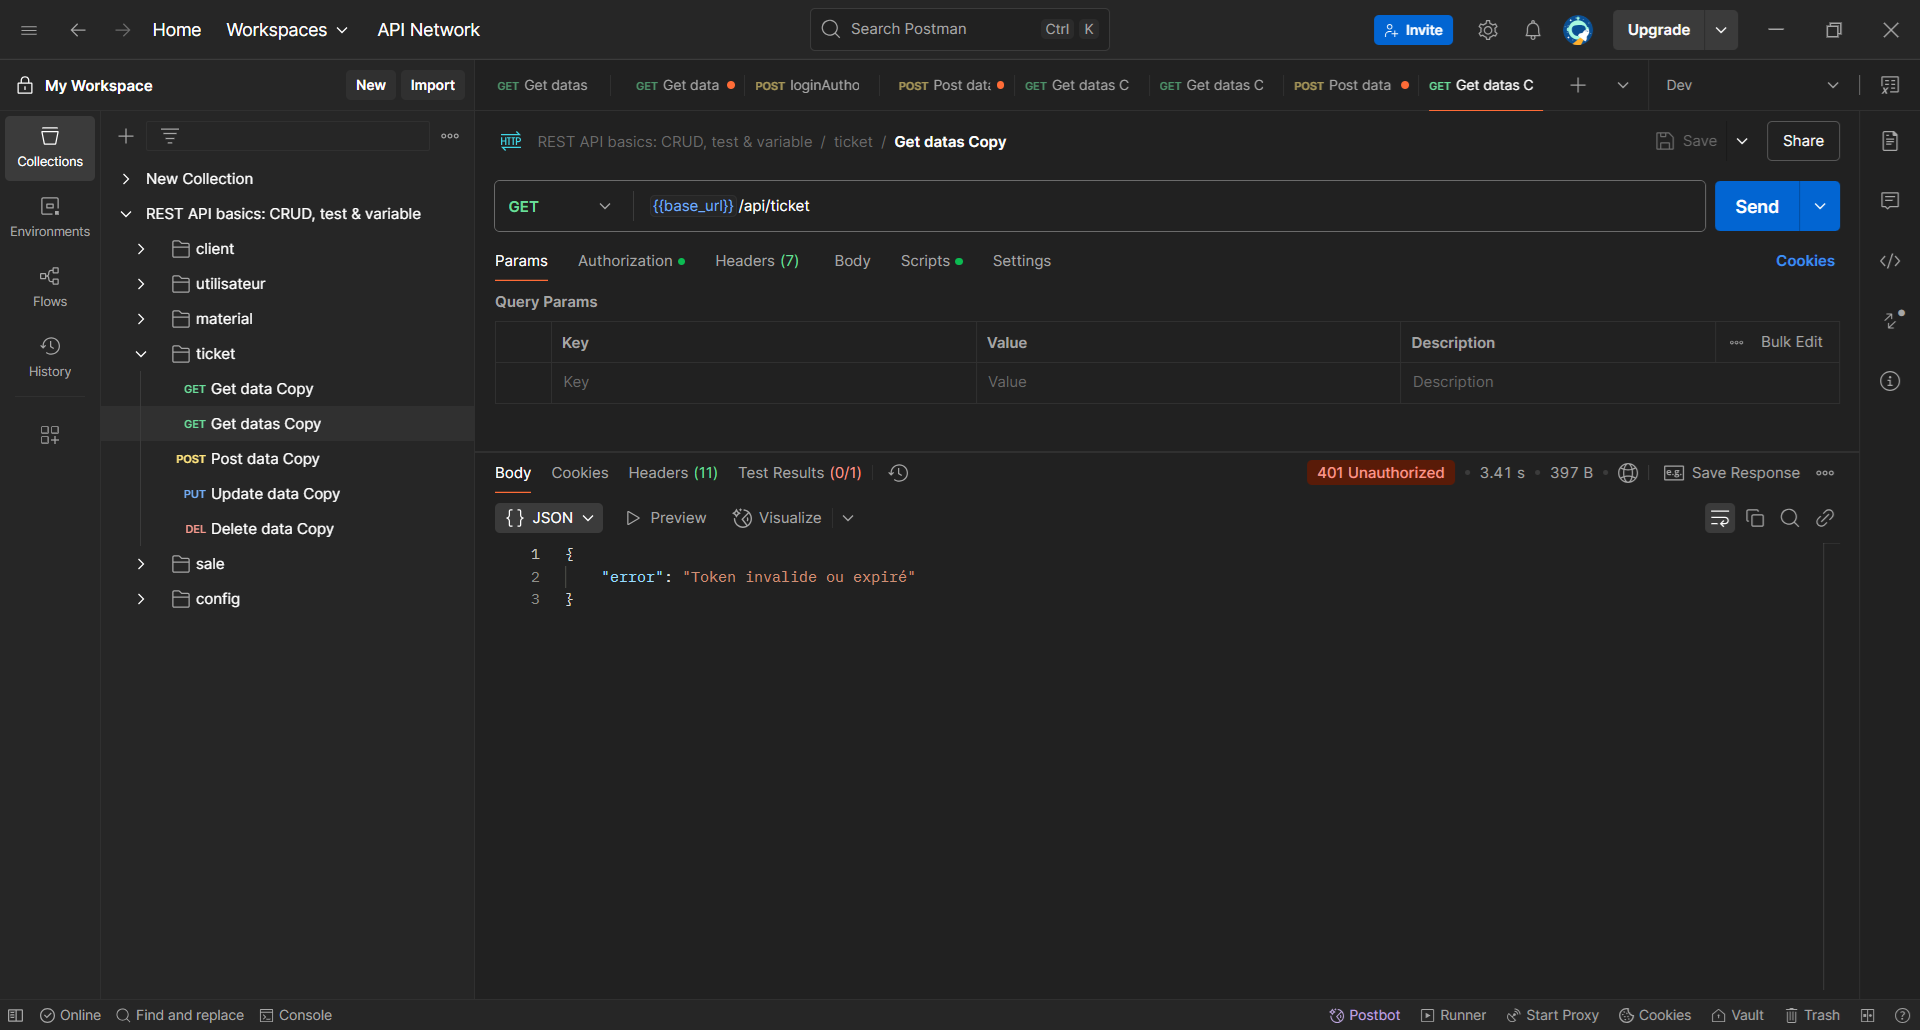 Home Workspaces API Network Search Postman Ctrl K Invite Upgrade
My Workspace New Import
GET Get datas GET Get data POST loginAutho POST Post dat GET Get datas C GET Get datas C POST Post data GET Get datas C Dev
Collections
Environments
Flows
History
New Collection
REST API basics: CRUD, test & variable
client
utilisateur
material
ticket
GET Get data Copy
GET Get datas Copy
POST Post data Copy
PUT Update data Copy
DEL Delete data Copy
sale
config
HTTP REST API basics: CRUD, test & variable / ticket / Get datas Copy Save Share
GET {{base_url}} /api/ticket Send
Params Authorization Headers (7) Body Scripts Settings Cookies
Query Params
Key Value Description Bulk Edit
Key Value Description
Body Cookies Headers (11) Test Results (0/1) 401 Unauthorized 3.41 s 397 B e.g. Save Response
{} JSON Preview Visualize
1 {
2 "error": "Token invalide ou expiré"
3 }
Online Find and replace Console Postbot Runner Start Proxy Cookies Vault Trash